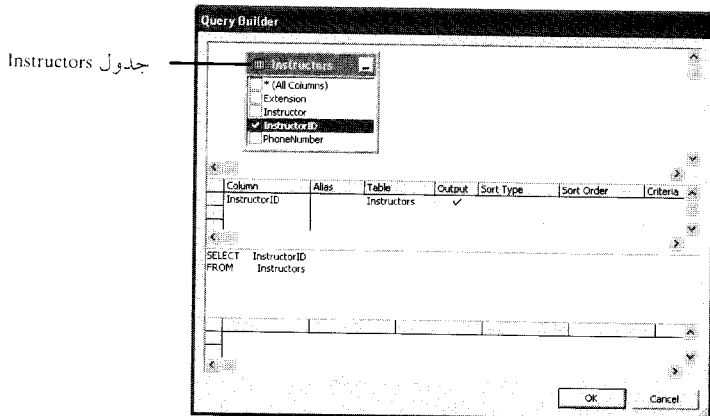 Query Builder
جدول Instructors
Instructors
* (All Columns)
Extension
Instructor
InstructorID
PhoneNumber
Column Alias Table Output Sort Type Sort Order Criteria
InstructorID Instructors
SELECT InstructorID
FROM Instructors
OK Cancel